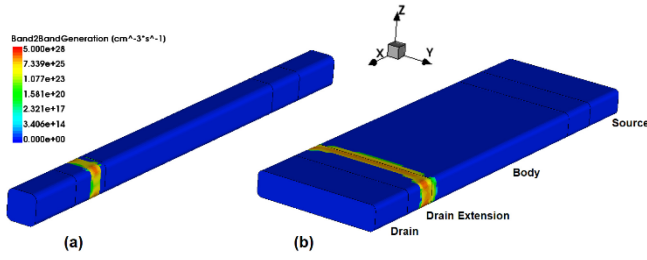 Band2BandGeneration (cm^-3*s^-1)
5.000e+28
7.339e+25
1.077e+23
1.581e+20
2.321e+17
3.406e+14
0.000e+00
Z
X
Y
Source
Body
Drain Extension
Drain
(a)
(b)